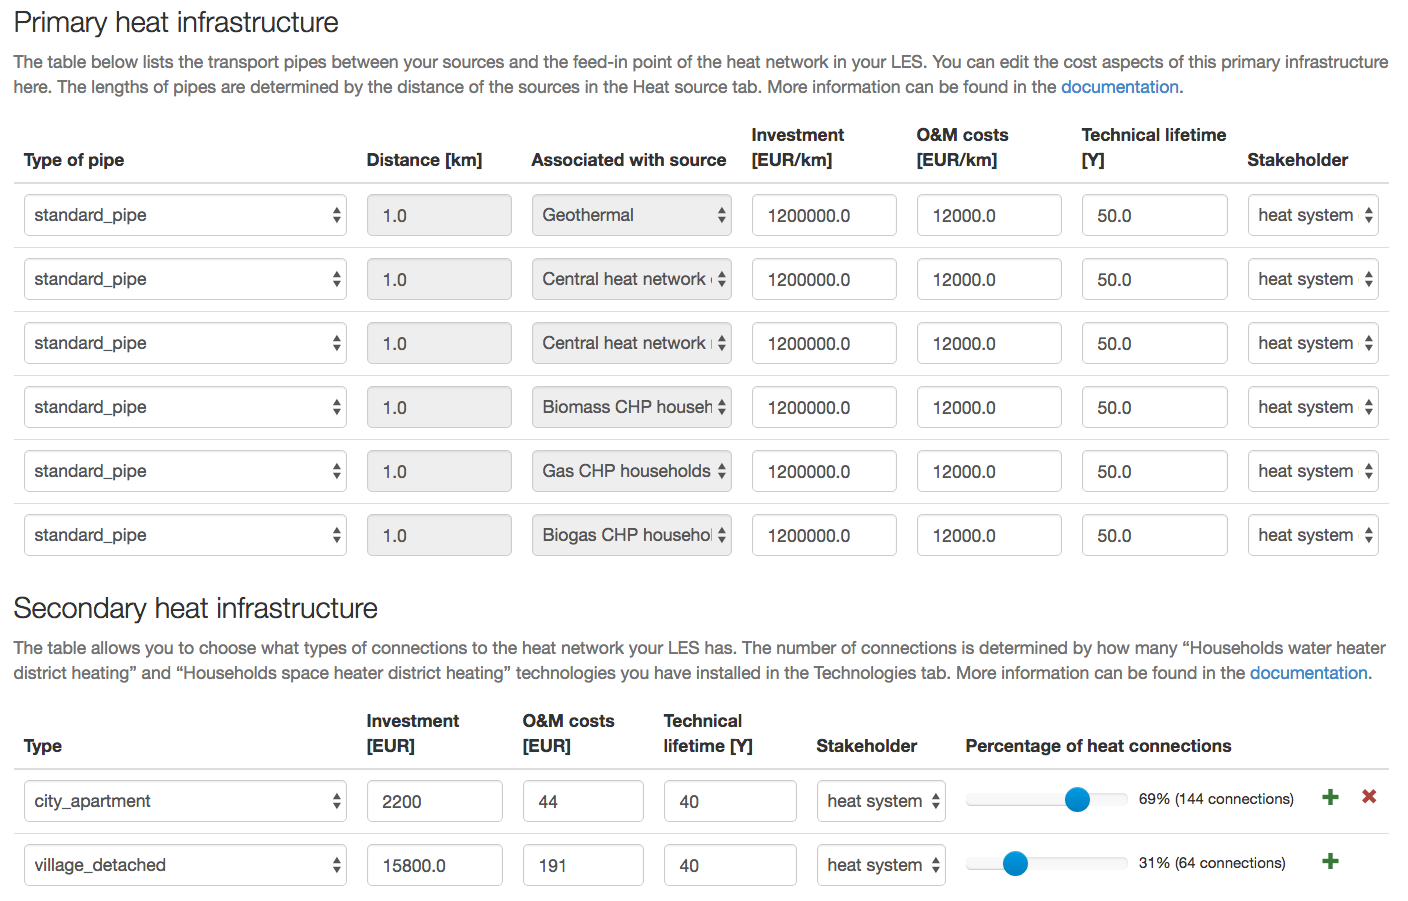 Primary heat infrastructure
The table below lists the transport pipes between your sources and the feed-in point of the heat network in your LES. You can edit the cost aspects of this primary infrastructure
here. The lengths of pipes are determined by the distance of the sources in the Heat source tab. More information can be found in the documentation.
Type of pipe Distance [km] Associated with source Investment [EUR/km] O&M costs [EUR/km] Technical lifetime [Y] Stakeholder
standard_pipe 1.0 Geothermal 1200000.0 12000.0 50.0 heat system
standard_pipe 1.0 Central heat network 1200000.0 12000.0 50.0 heat system
standard_pipe 1.0 Central heat network 1200000.0 12000.0 50.0 heat system
standard_pipe 1.0 Biomass CHP househ 1200000.0 12000.0 50.0 heat system
standard_pipe 1.0 Gas CHP households 1200000.0 12000.0 50.0 heat system
standard_pipe 1.0 Biogas CHP househol 1200000.0 12000.0 50.0 heat system
Secondary heat infrastructure
The table allows you to choose what types of connections to the heat network your LES has. The number of connections is determined by how many “Households water heater
district heating” and “Households space heater district heating” technologies you have installed in the Technologies tab. More information can be found in the documentation.
Type Investment [EUR] O&M costs [EUR] Technical lifetime [Y] Stakeholder Percentage of heat connections
city_apartment 2200 44 40 heat system 69% (144 connections)
village_detached 15800.0 191 40 heat system 31% (64 connections)